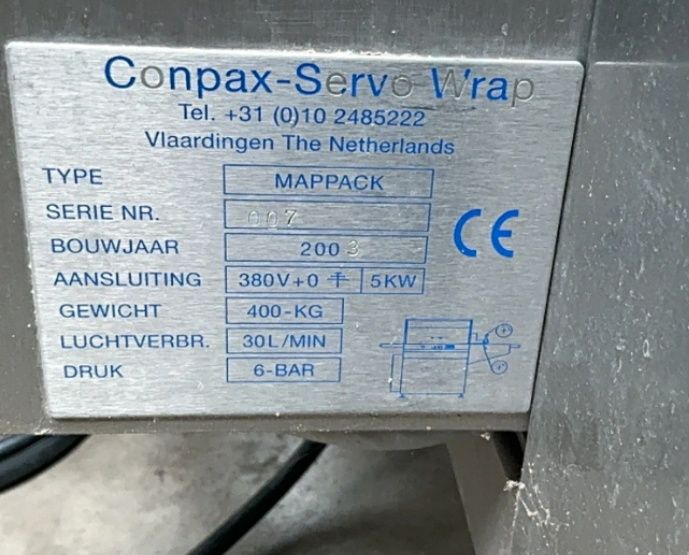 Conpax-Servo Wrap
Tel. +31 (0)10 2485222
Vlaardingen The Netherlands
TYPE MAPPACK
SERIE NR. 007
BOUWJAAR 2003
CE
AANSLUITING 380V+0 ⏚ 5KW
GEWICHT 400-KG
LUCHTVERBR. 30L/MIN
DRUK 6-BAR